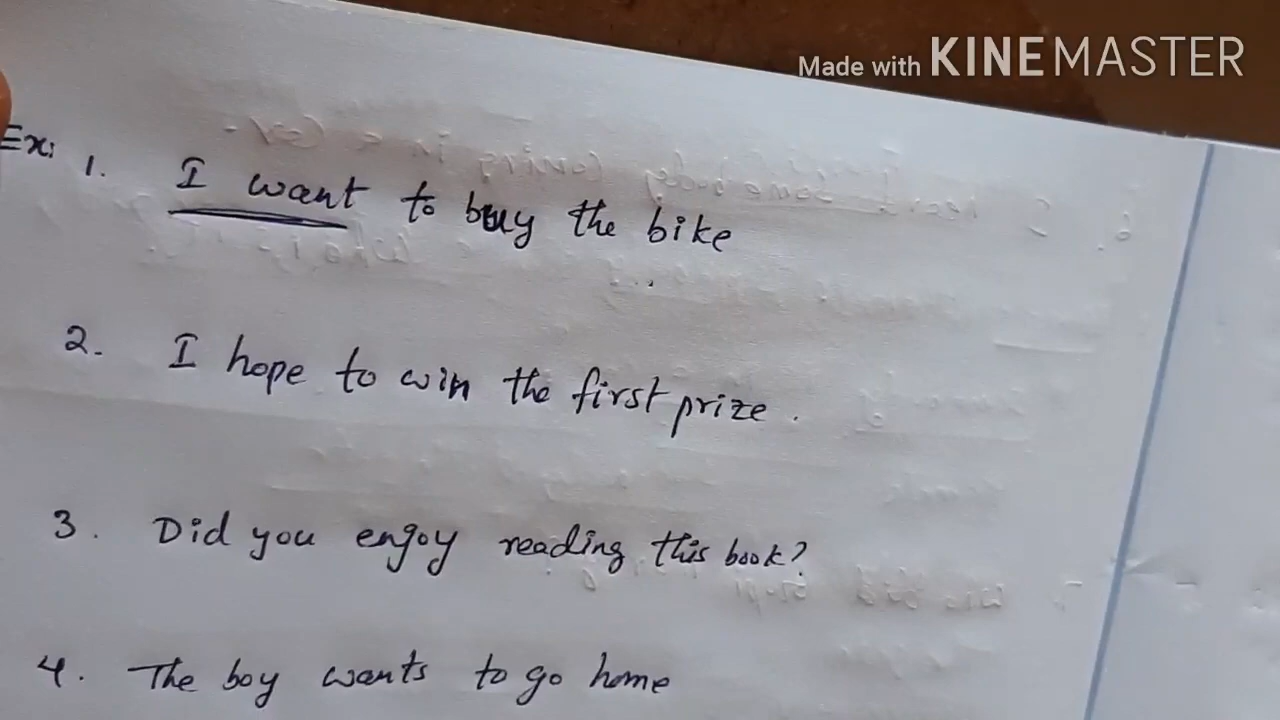 Made with KINEMASTER
Ex: 1. I want to buy the bike
2. I hope to win the first prize.
3. Did you enjoy reading this book?
4. The boy wants to go home